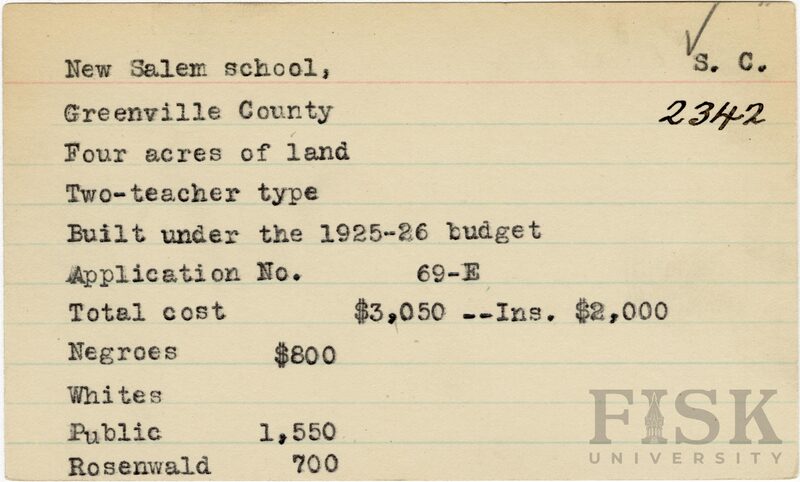 New Salem school, S. C.
Greenville County 2342
Four acres of land
Two-teacher type
Built under the 1925-26 budget
Application No. 69-E
Total cost $3,050 --Ins. $2,000
Negroes $800
Whites
Public 1,550
Rosenwald 700
FISK
UNIVERSITY